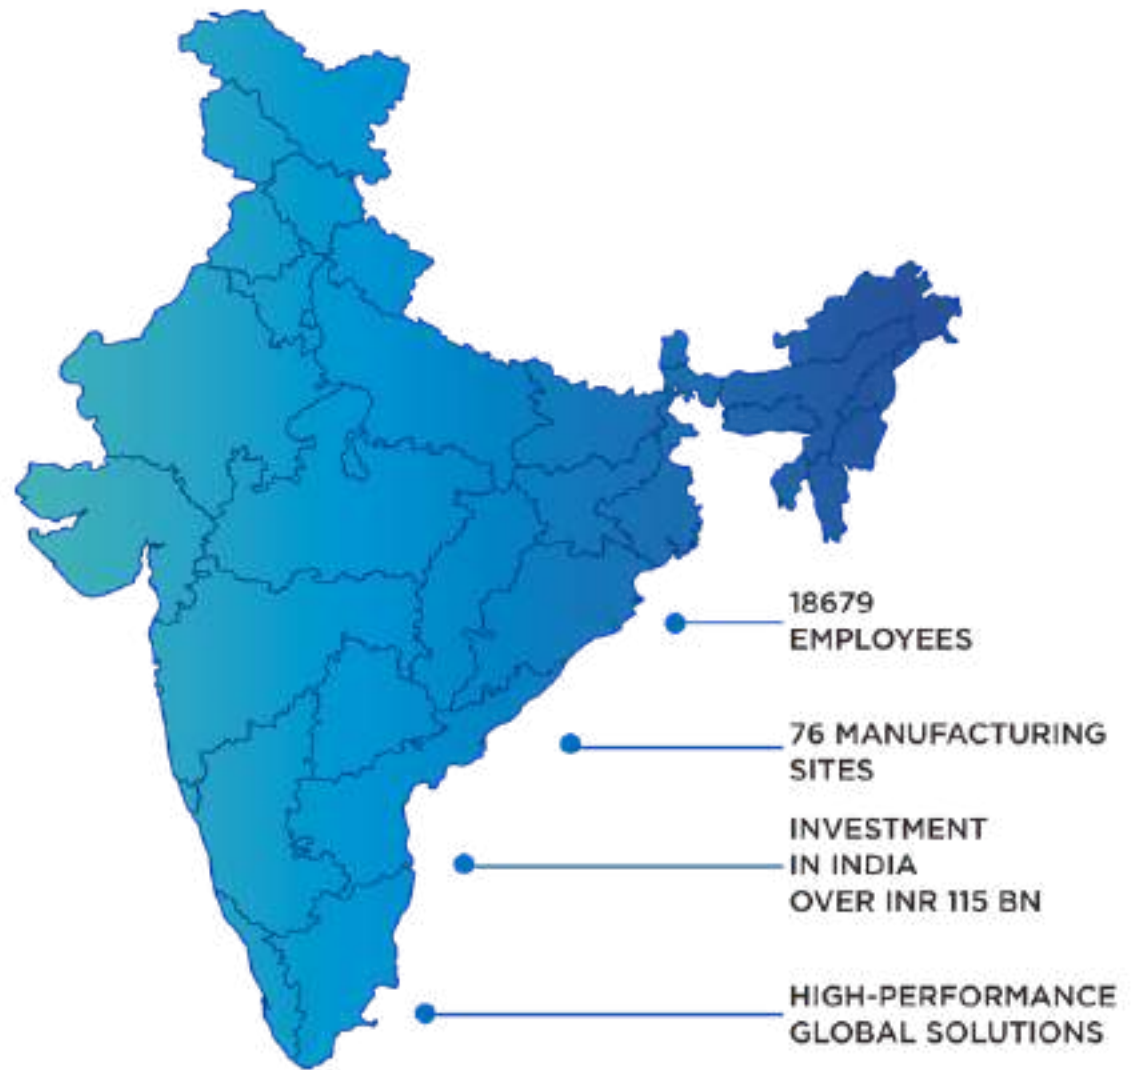 18679
EMPLOYEES
76 MANUFACTURING
SITES
INVESTMENT
IN INDIA
OVER INR 115 BN
HIGH-PERFORMANCE
GLOBAL SOLUTIONS